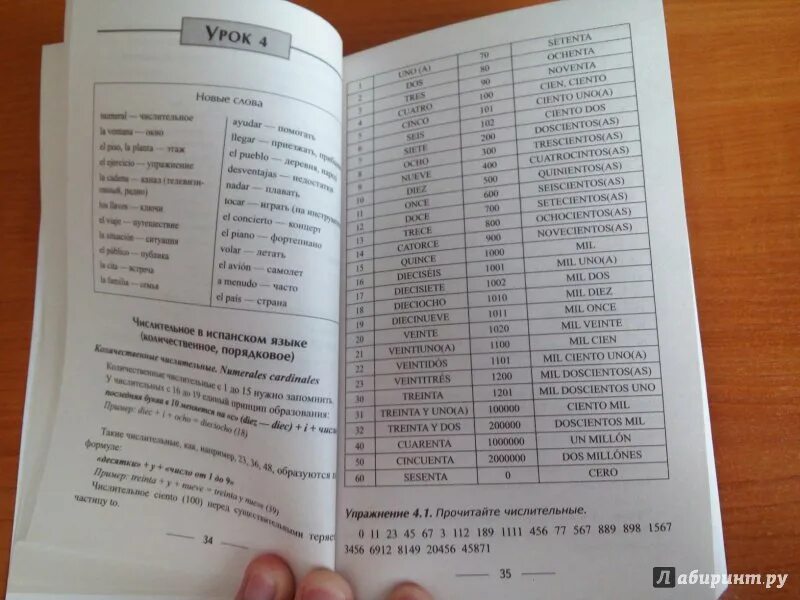 Урок 4
Новые слова
numeral — числительное
la ventana — окно
el piso, la planta — этаж
el ejercicio — упражнение
la cadena — канал (телевизи-
онный, радио)
las llaves — ключи
el viaje — путешествие
la situación — ситуация
el público — публика
la cita — встреча
la familia — семья
ayudar — помогать
llegar — приезжать,
el pueblo — деревня, народ
desventajas — недостатки
nadar — плавать
tocar — играть (на
el concierto — концерт
el piano — фортепиано
volar — летать
el avión — самолет
a menudo — часто
el país — страна
Числительное в испанском языке
(количественное, порядковое)
Количественные числительные. Numerales cardinales
Количественные числительные с 1 до 15 нужно запомнить.
У числительных с 16 до 19 единый принцип образования:
последняя буква в 10 меняется на «c» (diez — diec) + i + число
Пример: diec + i + ocho = dieciocho (18)
Такие числительные, как, например, 23, 36, 48, образуются
формуле:
«десятки» + y + «число от 1 до 9»
Пример: treinta + y + nueve = treinta y nueve (39)
Числительное ciento (100) перед существительными теряет
частицу to.
34
1 UNO (A) 70 SETENTA
2 DOS 80 OCHENTA
3 TRES 90 NOVENTA
4 CUATRO 100 CIEN, CIENTO
5 CINCO 101 CIENTO UNO(A)
6 SEIS 102 CIENTO DOS
7 SIETE 200 DOSCIENTOS(AS)
8 OCHO 300 TRESCIENTOS(AS)
9 NUEVE 400 CUATROCINTOS(AS)
10 DIEZ 500 QUINIENTOS(AS)
11 ONCE 600 SEISCIENTOS(AS)
12 DOCE 700 SETECIENTOS(AS)
13 TRECE 800 OCHOCIENTOS(AS)
14 CATORCE 900 NOVECIENTOS(AS)
15 QUINCE 1000 MIL
16 DIECISÉIS 1001 MIL UNO(A)
17 DIECISIETE 1002 MIL DOS
18 DIECIOCHO 1010 MIL DIEZ
19 DIECINUEVE 1011 MIL ONCE
20 VEINTE 1020 MIL VEINTE
21 VEINTIUNO(A) 1100 MIL CIEN
22 VEINTIDÓS 1101 MIL CIENTO UNO(A)
23 VEINTITRÉS 1200 MIL DOSCIENTOS(AS)
30 TREINTA 1201 MIL DOSCIENTOS UNO
31 TREINTA Y UNO(A) 100000 CIENTO MIL
32 TREINTA Y DOS 200000 DOSCIENTOS MIL
40 CUARENTA 1000000 UN MILLÓN
50 CINCUENTA 2000000 DOS MILLÓNES
60 SESENTA 0 CERO
Упражнение 4.1. Прочитайте числительные.
0 11 23 45 67 3 112 189 1111 456 77 567 889 898 1567
3456 6912 8149 20456 45871
35
Лабиринт.ру